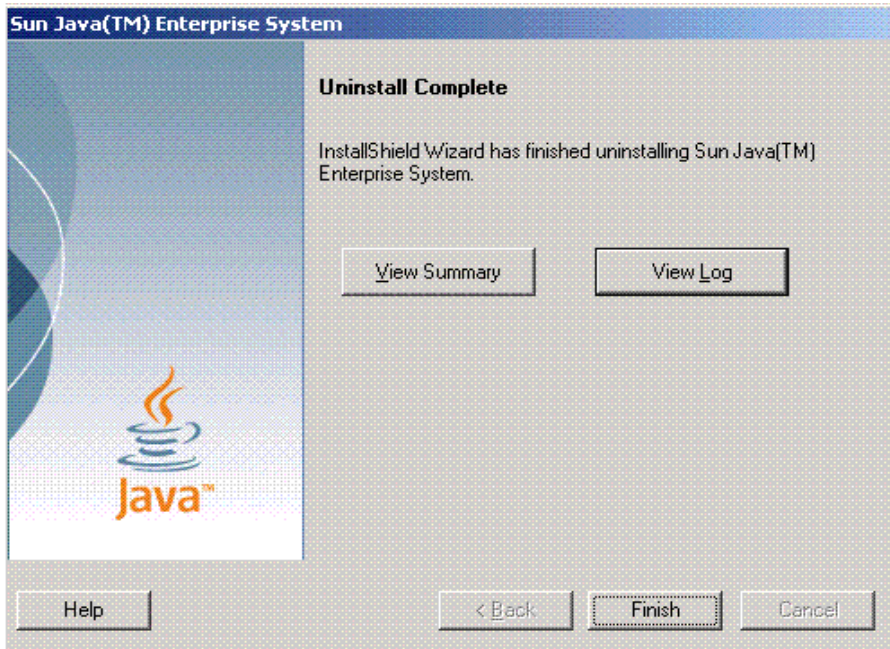 Sun Java(TM) Enterprise System
Uninstall Complete
InstallShield Wizard has finished uninstalling Sun Java(TM)
Enterprise System.
View Summary
View Log
Java™
Help
< Back
Finish
Cancel